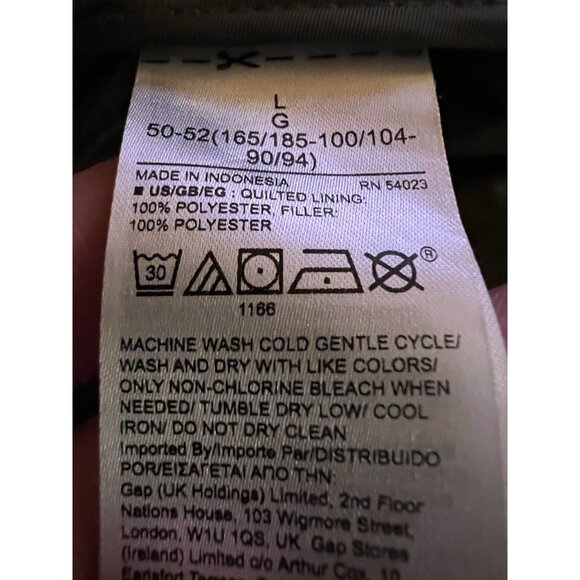 L
G
50-52(165/185-100/104-
90/94)
MADE IN INDONESIA RN 54023
■ US/GB/EG : QUILTED LINING:
100% POLYESTER, FILLER:
100% POLYESTER
30
®
1166
MACHINE WASH COLD GENTLE CYCLE/
WASH AND DRY WITH LIKE COLORS/
ONLY NON-CHLORINE BLEACH WHEN
NEEDED/ TUMBLE DRY LOW/ COOL
IRON/ DO NOT DRY CLEAN
Imported By/Importe Par/DISTRIBUIDO
POR/ΕΙΣΑΓΕΤΑΙ ΑΠΟ ΤΗΝ:
Gap (UK Holdings) Limited, 2nd Floor
Nations House, 103 Wigmore Street,
London, W1U 1QS, UK Gap Stores
(Ireland) Limited c/o Arthur Cox, 10
Earlsfort